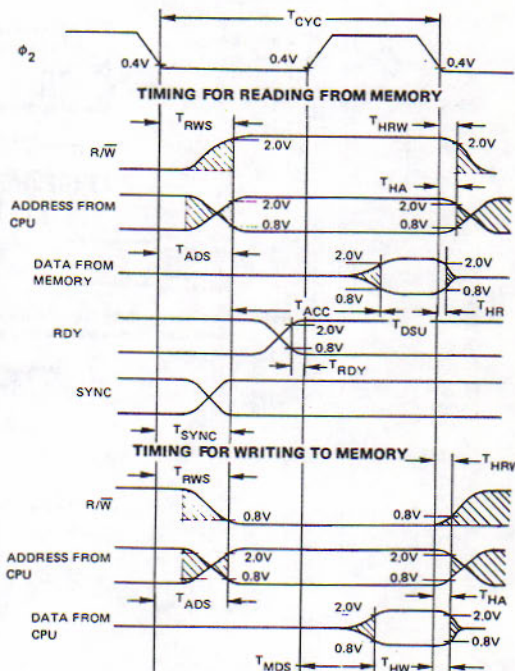 T_CYC
ϕ2
0.4V 0.4V 0.4V
TIMING FOR READING FROM MEMORY
T_RWS T_HRW
R/W̅ 2.0V 2.0V
T_HA
ADDRESS FROM CPU 2.0V 2.0V
0.8V 0.8V
T_ADS
DATA FROM MEMORY 2.0V 2.0V
0.8V 0.8V
T_ACC T_HR
RDY 2.0V T_DSU
0.8V
T_RDY
SYNC
T_SYNC
TIMING FOR WRITING TO MEMORY
T_RWS T_HRW
R/W̅ 0.8V 0.8V
ADDRESS FROM CPU 2.0V 2.0V
0.8V 0.8V
T_ADS T_HA
DATA FROM CPU 2.0V 2.0V
0.8V 0.8V
T_MDS T_HW